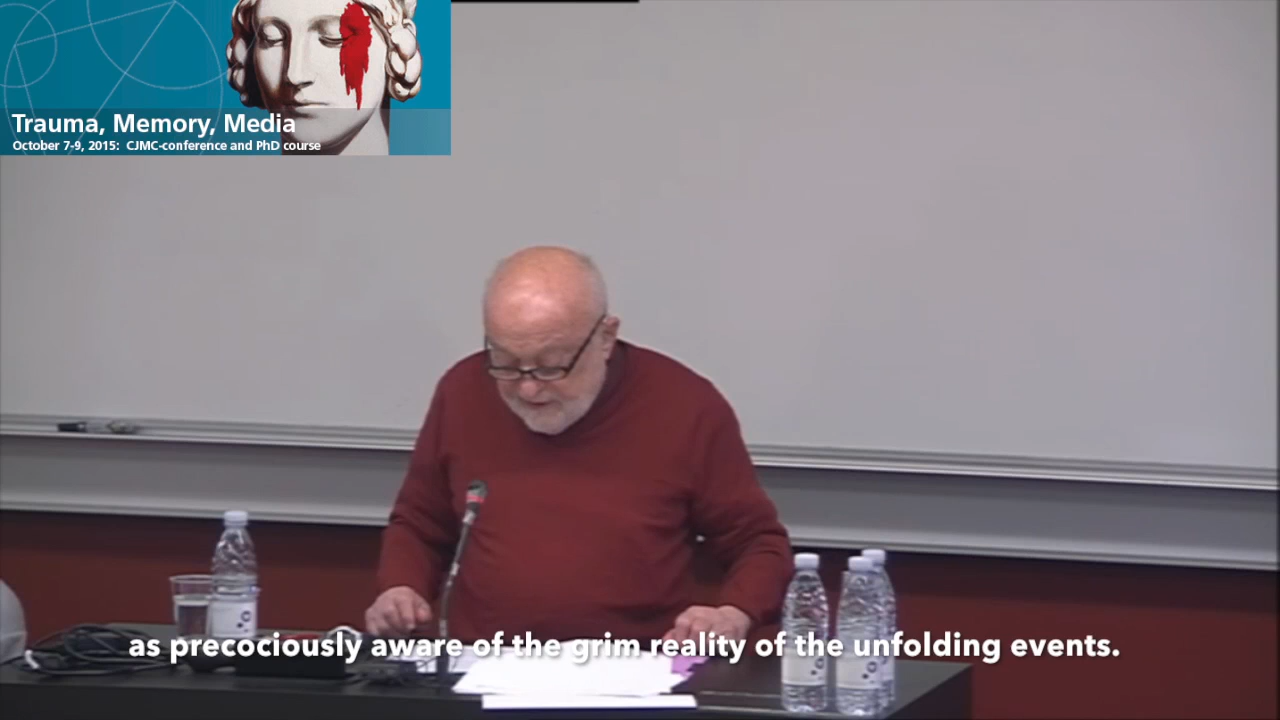 Trauma, Memory, Media
October 7-9, 2015: CJMC-conference and PhD course
as precociously aware of the grim reality of the unfolding events.